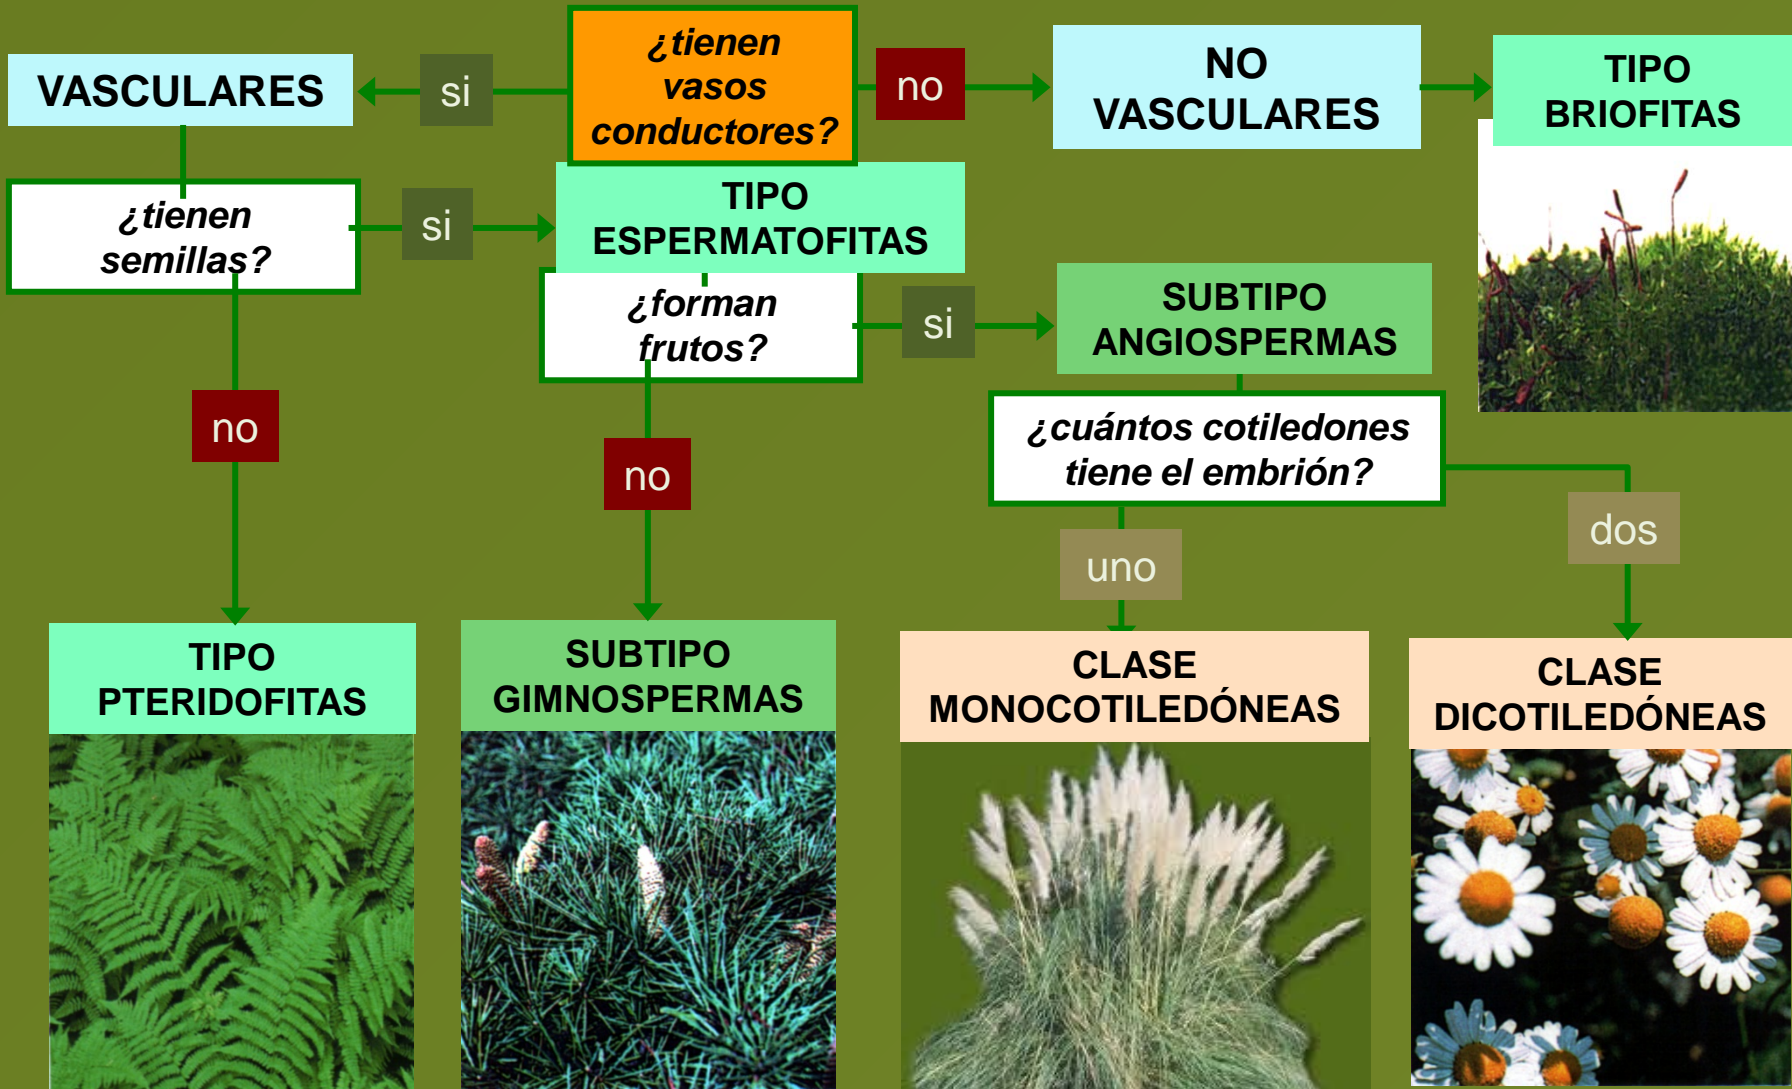 ¿tienen
vasos
conductores?
si
VASCULARES
no
NO
VASCULARES
TIPO
BRIOFITAS
¿tienen
semillas?
si
TIPO
ESPERMATOFITAS
¿forman
frutos?
si
SUBTIPO
ANGIOSPERMAS
¿cuántos cotiledones
tiene el embrión?
no
no
uno
dos
TIPO
PTERIDOFITAS
SUBTIPO
GIMNOSPERMAS
CLASE
MONOCOTILEDÓNEAS
CLASE
DICOTILEDÓNEAS